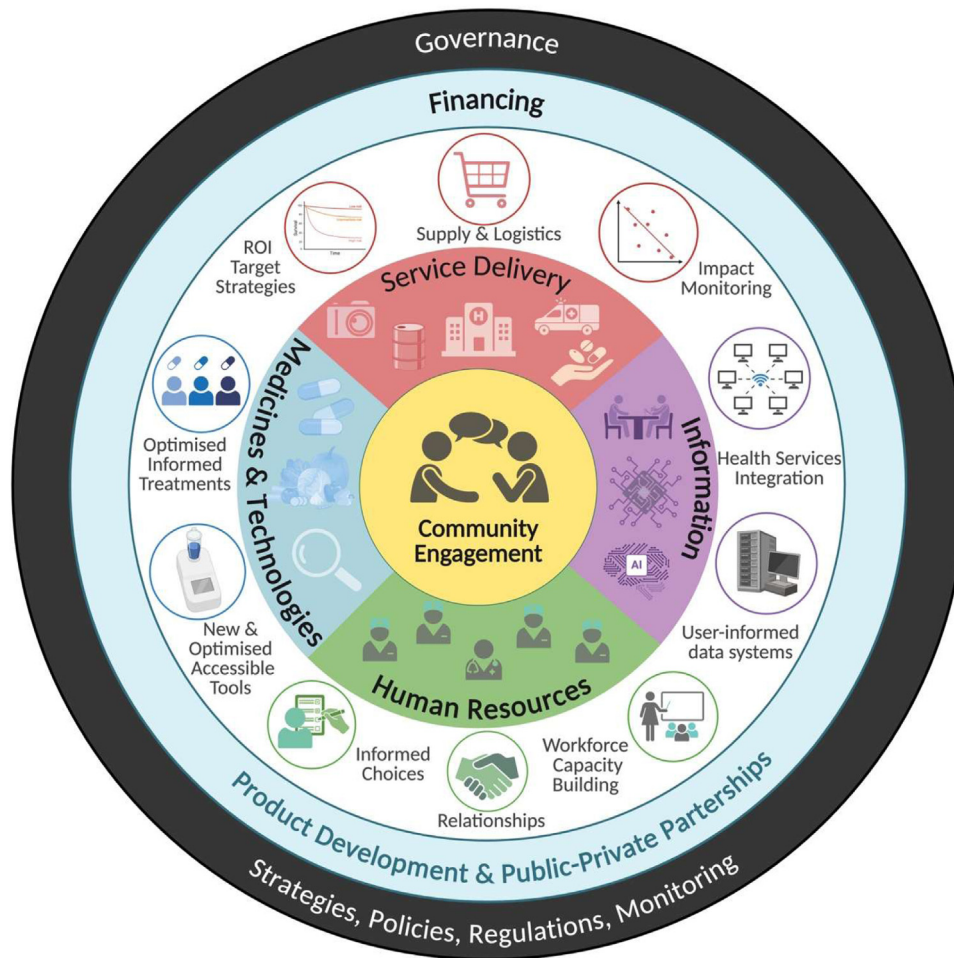 Governance
Financing
Supply & Logistics
ROI
Target
Strategies
Impact
Monitoring
Service Delivery
Medicines & Technologies
Information
Optimised
Informed
Treatments
Health Services
Integration
Community
Engagement
AI
H
New &
Optimised
Accessible
Tools
User-informed
data systems
Human Resources
Informed
Choices
Relationships
Workforce
Capacity
Building
Product Development & Public-Private Parterships
Strategies, Policies, Regulations, Monitoring
Survival
Time